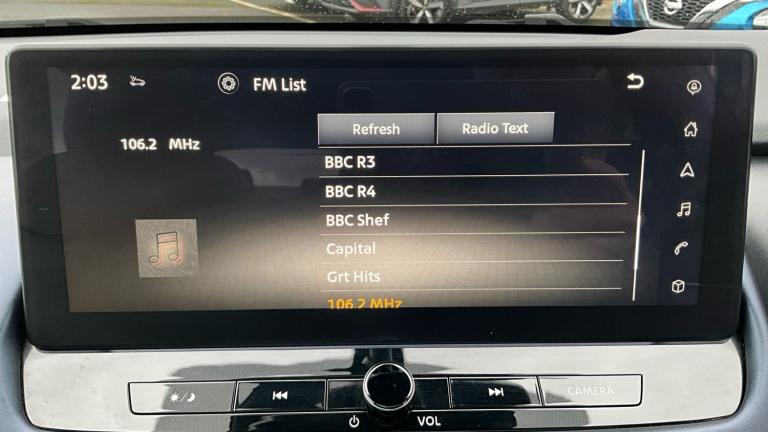 2:03 FM List
Refresh Radio Text
106.2 MHz
BBC R3
BBC R4
BBC Shef
Capital
Grt Hits
106.2 MHz
CAMERA
VOL